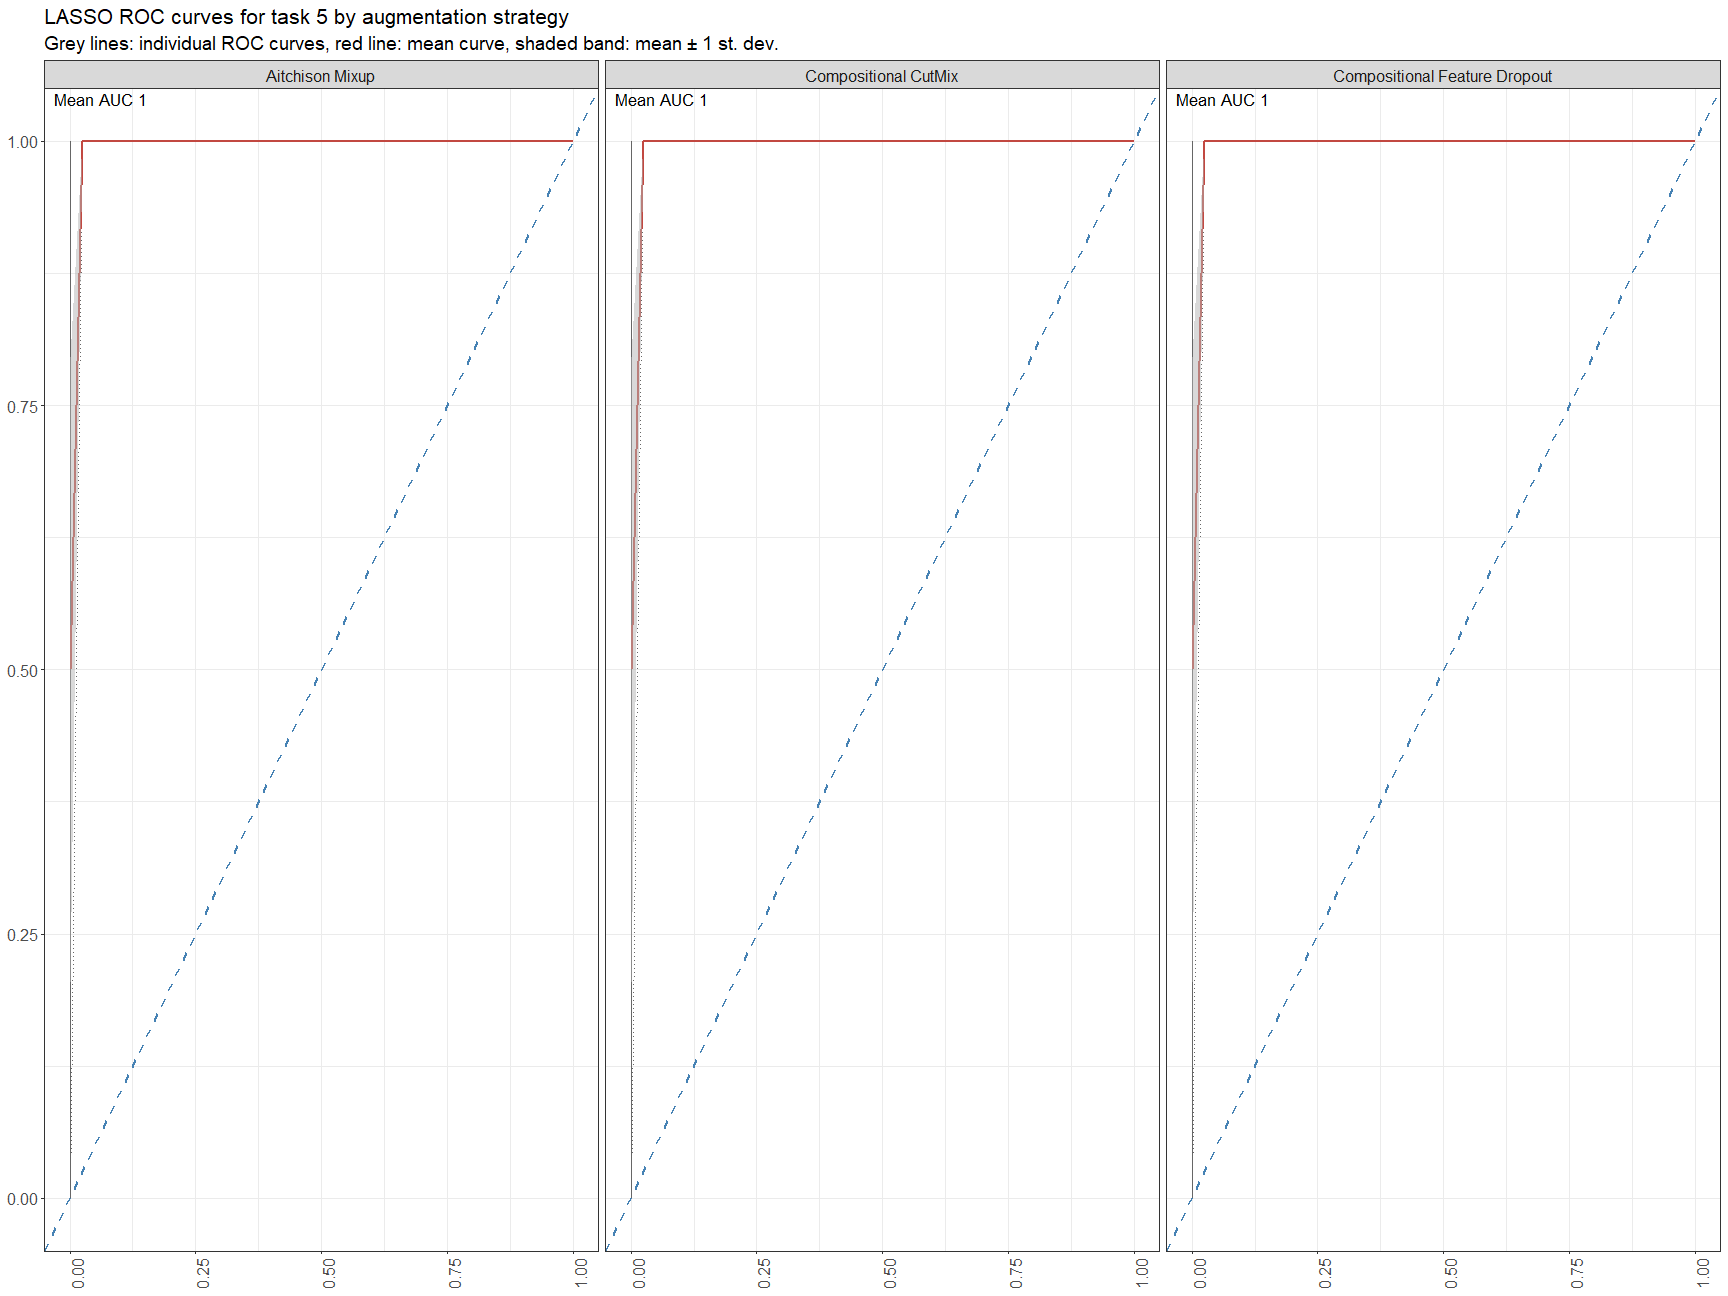 LASSO ROC curves for task 5 by augmentation strategy
Grey lines: individual ROC curves, red line: mean curve, shaded band: mean ± 1 st. dev.
Aitchison Mixup
Compositional CutMix
Compositional Feature Dropout
Mean AUC 1
Mean AUC 1
Mean AUC 1
1.00
0.75
0.50
0.25
0.00
0.00
0.25
0.50
0.75
1.00
0.00
0.25
0.50
0.75
1.00
0.00
0.25
0.50
0.75
1.00